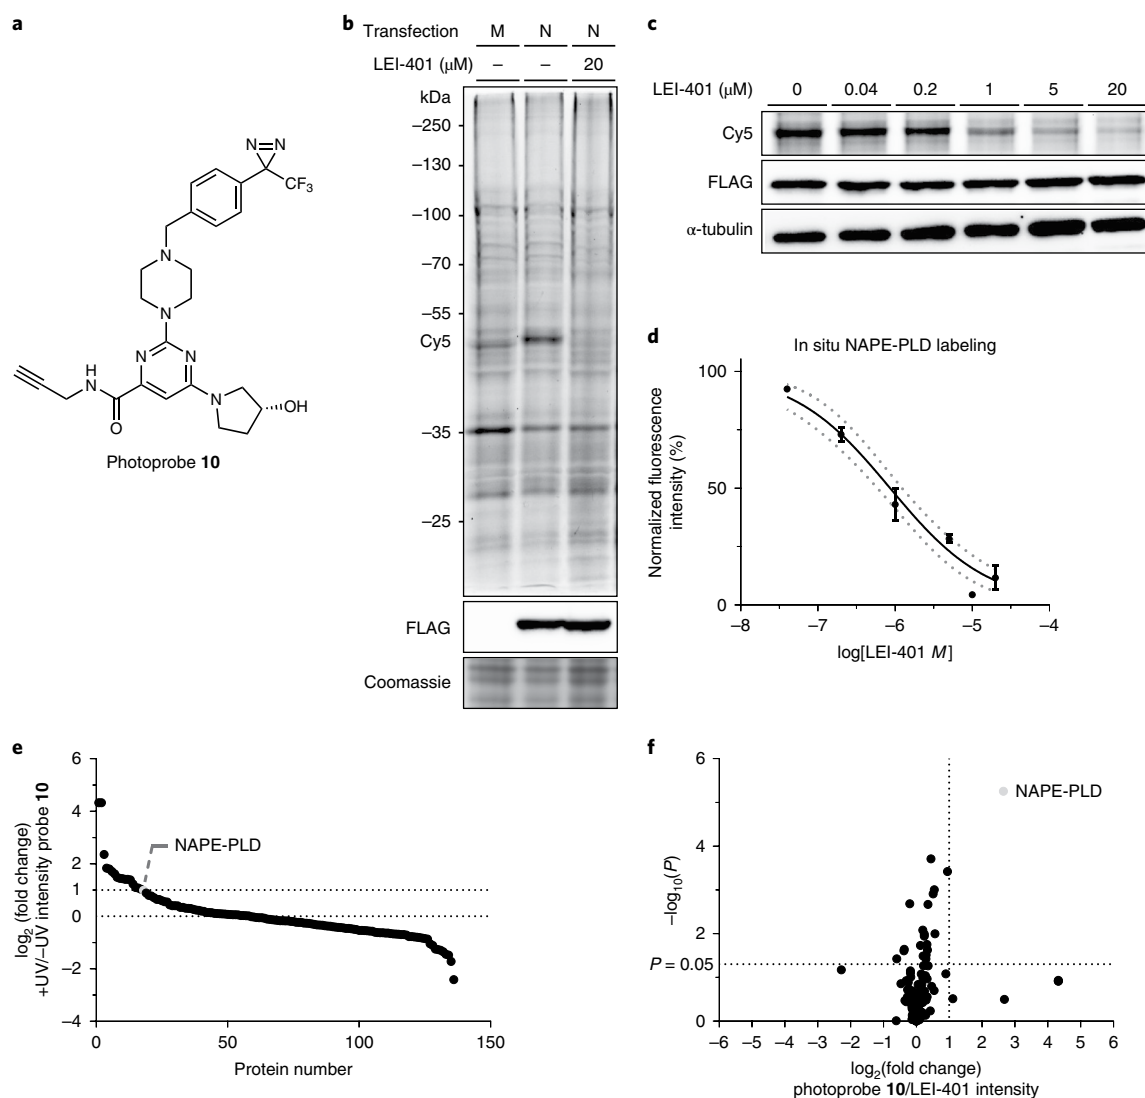 a
N=N
CF3
N
N
N
N
H
N
O
N
OH
Photoprobe 10
b
Transfection M N N
LEI-401 (μM) – – 20
kDa
–250
–130
–100
–70
–55
Cy5
–35
–25
FLAG
Coomassie
c
LEI-401 (μM) 0 0.04 0.2 1 5 20
Cy5
FLAG
α-tubulin
d
In situ NAPE-PLD labeling
Normalized fluorescence
intensity (%)
100
50
0
–8 –7 –6 –5 –4
log[LEI-401 M]
e
log2 (fold change)
+UV/–UV intensity probe 10
6
4
2
1
0
–2
–4
NAPE-PLD
0 50 100 150
Protein number
f
–log10(P)
6
4
2
P = 0.05
0
NAPE-PLD
–6 –5 –4 –3 –2 –1 0 1 2 3 4 5 6
log2(fold change)
photoprobe 10/LEI-401 intensity